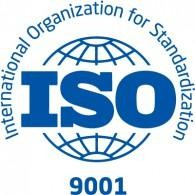 International Organization for Standardization
ISO
9001